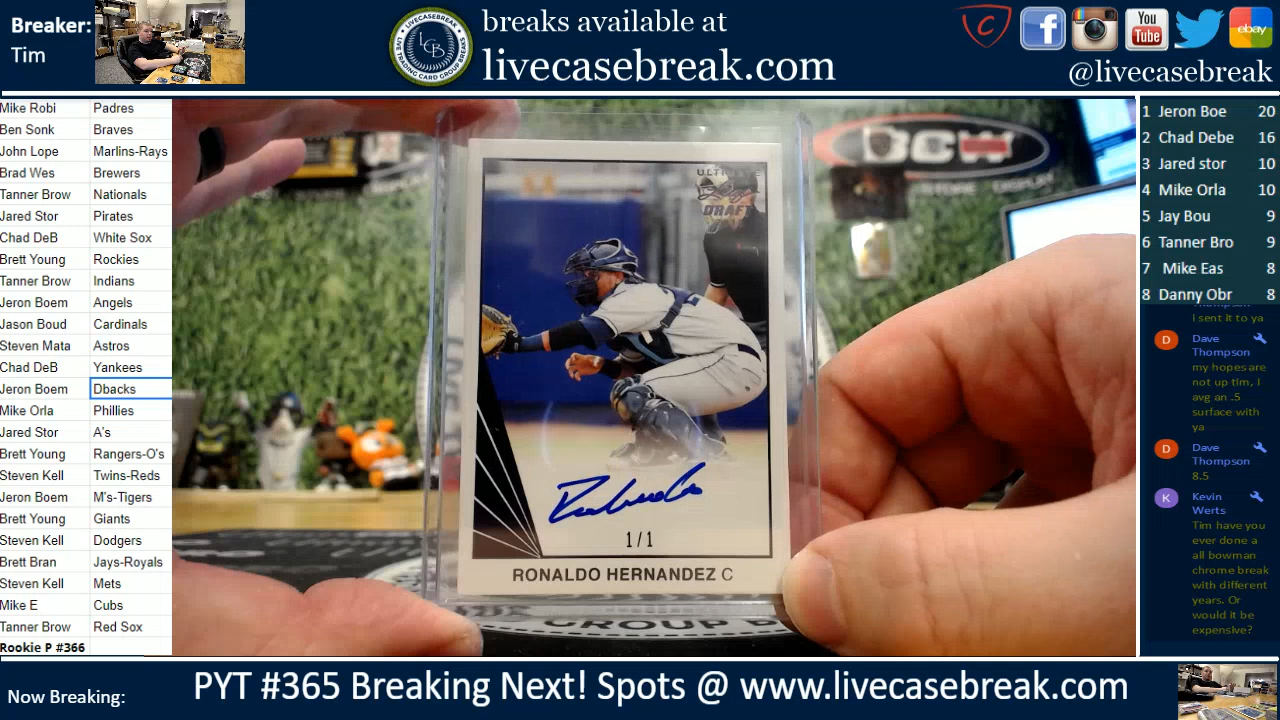 Breaker:
Tim
breaks available at
livecasebreak.com
LIVECASEBREAK
LCB
You
Tube
ebay
@livecasebreak
Mike Robi Padres
Ben Sonk Braves
John Lope Marlins-Rays
Brad Wes Brewers
Tanner Brow Nationals
Jared Stor Pirates
Chad DeB White Sox
Brett Young Rockies
Tanner Brow Indians
Jeron Boem Angels
Jason Boud Cardinals
Steven Mata Astros
Chad DeB Yankees
Jeron Boem Dbacks
Mike Orla Phillies
Jared Stor A's
Brett Young Rangers-O's
Steven Kell Twins-Reds
Jeron Boem M's-Tigers
Brett Young Giants
Steven Kell Dodgers
Brett Bran Jays-Royals
Steven Kell Mets
Mike E Cubs
Tanner Brow Red Sox
Rookie P #366
BCW
DRAFT
1/1
RONALDO HERNANDEZ C
GROUP
1 Jeron Boe 20
2 Chad Debe 16
3 Jared stor 10
4 Mike Orla 10
5 Jay Bou 9
6 Tanner Bro 9
7 Mike Eas 8
8 Danny Obr 8
Thompson
I sent it to ya
D Dave
Thompson
my hopes are
not up tim, I
avg an .5
surface with
ya
D Dave
Thompson
8.5
K Kevin
Werts
Tim have you
ever done a
all bowman
chrome break
with different
years. Or
would it be
expensive?
Now Breaking:
PYT #365 Breaking Next! Spots @ www.livecasebreak.com